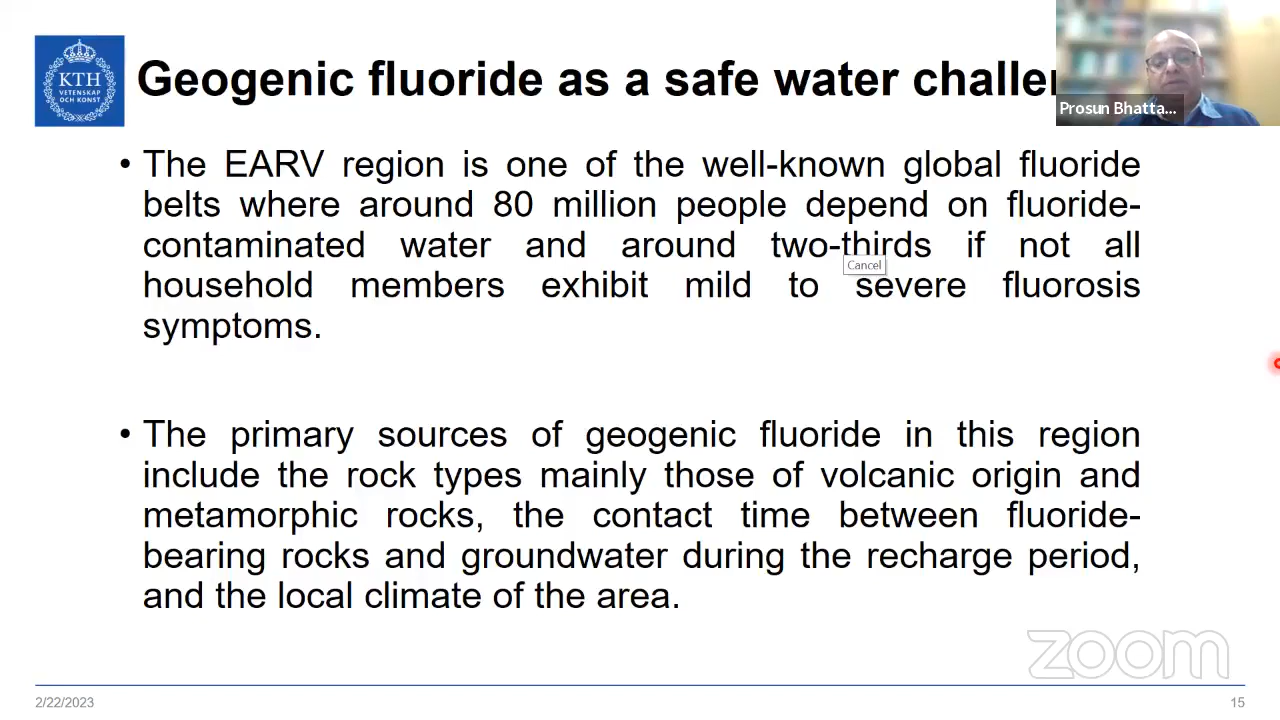 KTH
VETENSKAP
OCH KONST
Geogenic fluoride as a safe water challe
Prosun Bhatta...
• The EARV region is one of the well-known global fluoride
belts where around 80 million people depend on fluoride-
contaminated water and around two-thirds if not all
Cancel
household members exhibit mild to severe fluorosis
symptoms.
• The primary sources of geogenic fluoride in this region
include the rock types mainly those of volcanic origin and
metamorphic rocks, the contact time between fluoride-
bearing rocks and groundwater during the recharge period,
and the local climate of the area.
zoom
2/22/2023
15